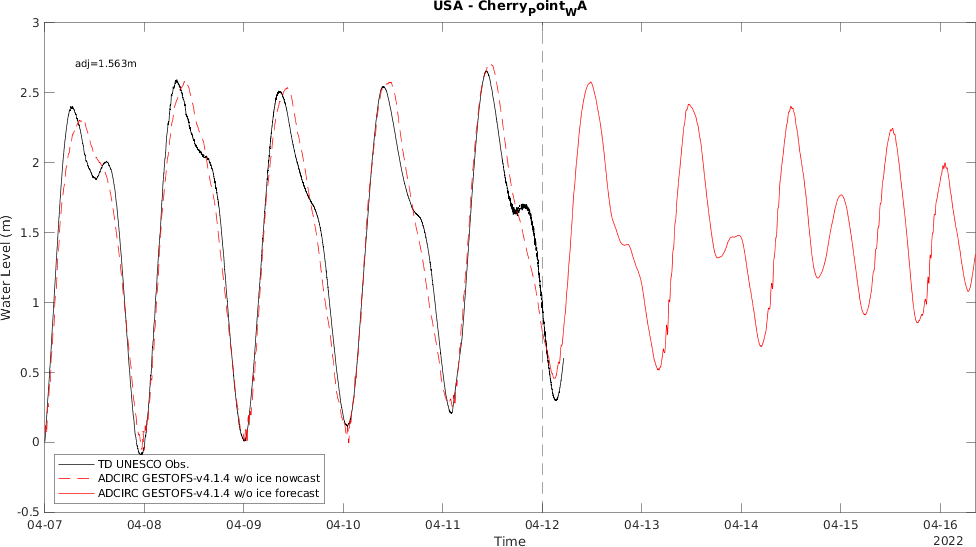 USA - CherryPointWA
3
adj=1.563m
2.5
2
1.5
1
0.5
0
-0.5
Water Level (m)
TD UNESCO Obs.
ADCIRC GESTOFS-v4.1.4 w/o ice nowcast
ADCIRC GESTOFS-v4.1.4 w/o ice forecast
04-07 04-08 04-09 04-10 04-11 04-12 04-13 04-14 04-15 04-16
Time
2022